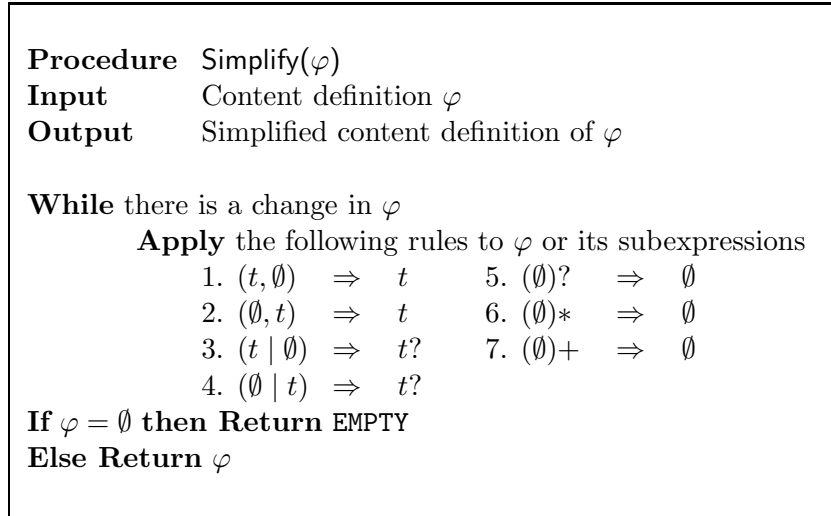 Procedure Simplify(φ)
Input Content definition φ
Output Simplified content definition of φ
While there is a change in φ
Apply the following rules to φ or its subexpressions
1. (t, ∅) ⇒ t 5. (∅)? ⇒ ∅
2. (∅, t) ⇒ t 6. (∅)∗ ⇒ ∅
3. (t | ∅) ⇒ t? 7. (∅)+ ⇒ ∅
4. (∅ | t) ⇒ t?
If φ = ∅ then Return EMPTY
Else Return φ